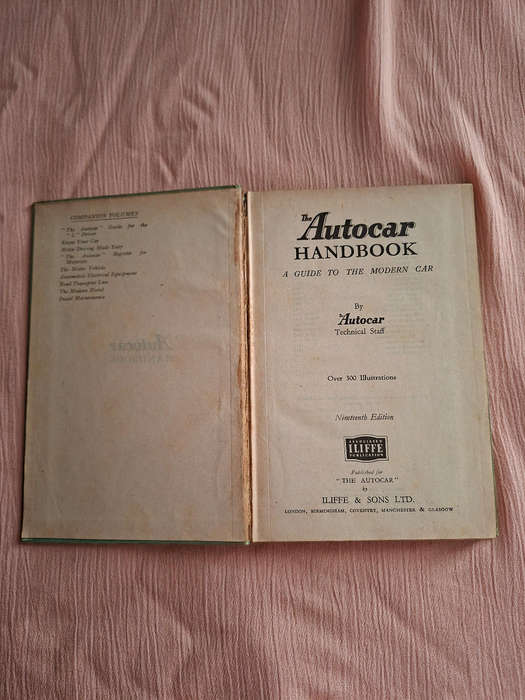 COMPANION VOLUMES
"The Autocar" Guide for the
"L" Driver
Know Your Car
Motor Driving Made Easy
"The Autocar" Register for
Motorists
The Motor Vehicle
Automobile Electrical Equipment
Road Transport Law
The Modern Diesel
Diesel Maintenance
The Autocar
HANDBOOK
A GUIDE TO THE MODERN CAR
By
The Autocar
Technical Staff
Over 300 Illustrations
Nineteenth Edition
ASSOCIATED
ILIFFE
PUBLICATION
Published for
"THE AUTOCAR"
by
ILIFFE & SONS LTD.
LONDON, BIRMINGHAM, COVENTRY, MANCHESTER & GLASGOW